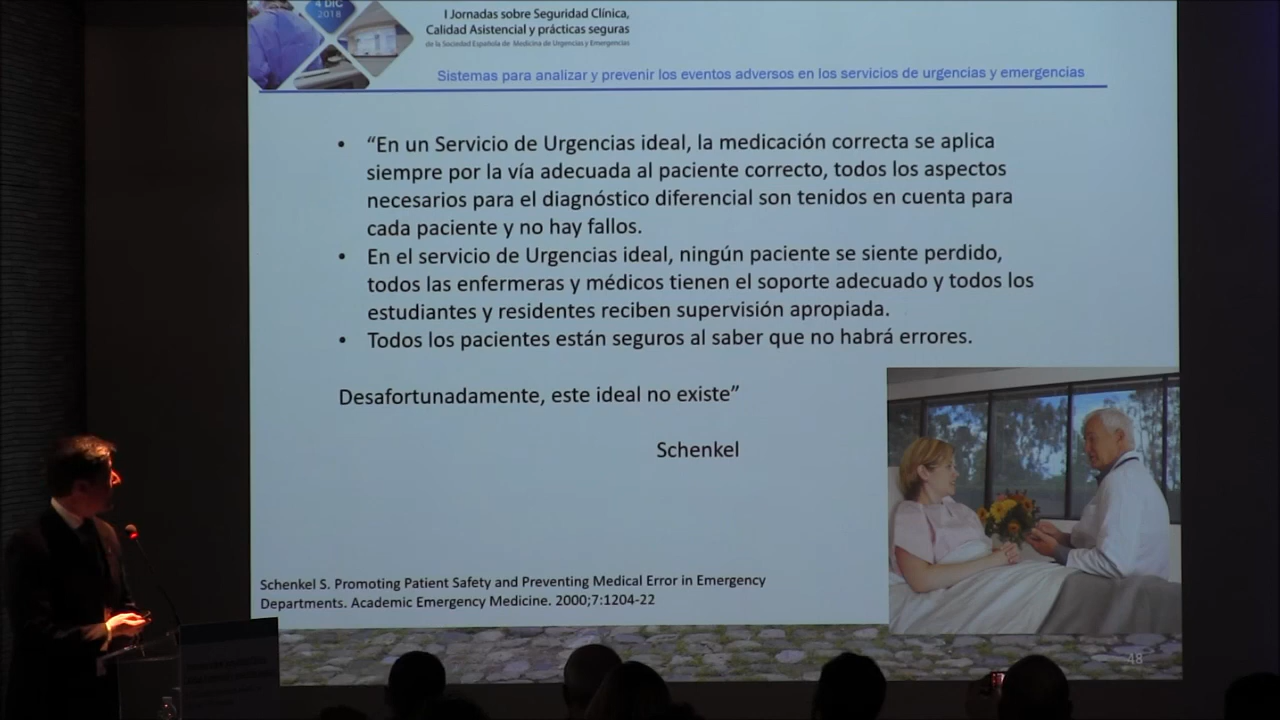 4 DIC
2018
I Jornadas sobre Seguridad Clínica,
Calidad Asistencial y prácticas seguras
de la Sociedad Española de Medicina de Urgencias y Emergencias
Sistemas para analizar y prevenir los eventos adversos en los servicios de urgencias y emergencias
• “En un Servicio de Urgencias ideal, la medicación correcta se aplica
siempre por la vía adecuada al paciente correcto, todos los aspectos
necesarios para el diagnóstico diferencial son tenidos en cuenta para
cada paciente y no hay fallos.
• En el servicio de Urgencias ideal, ningún paciente se siente perdido,
todos las enfermeras y médicos tienen el soporte adecuado y todos los
estudiantes y residentes reciben supervisión apropiada.
• Todos los pacientes están seguros al saber que no habrá errores.
Desafortunadamente, este ideal no existe”
Schenkel
Schenkel S. Promoting Patient Safety and Preventing Medical Error in Emergency
Departments. Academic Emergency Medicine. 2000;7:1204-22
48